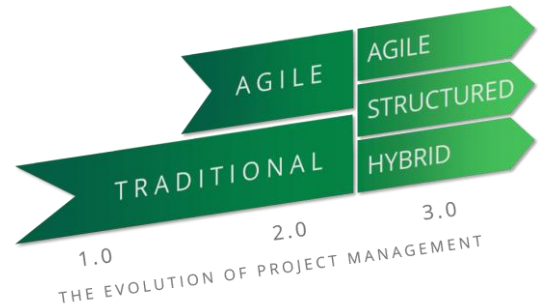 AGILE
AGILE
STRUCTURED
TRADITIONAL
HYBRID
1.0
2.0
3.0
THE EVOLUTION OF PROJECT MANAGEMENT